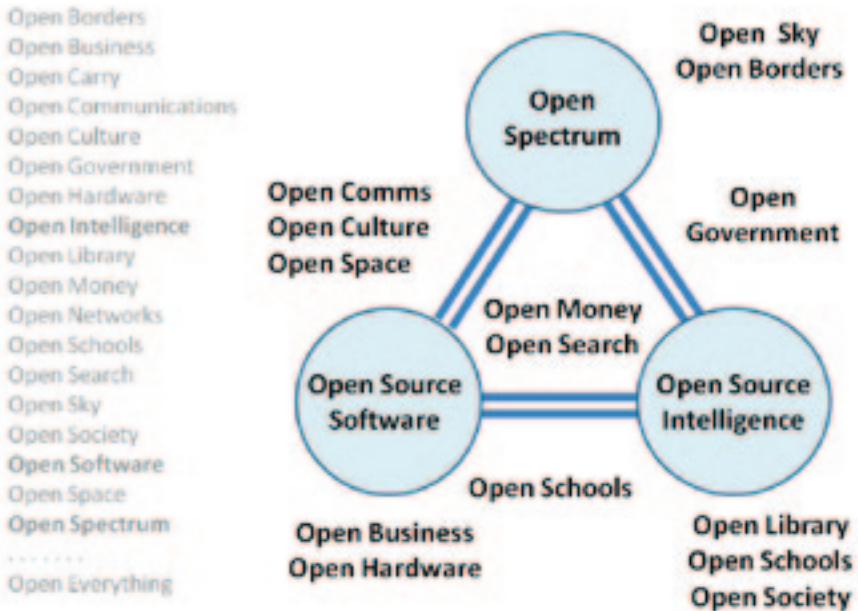 Open Borders
Open Business
Open Carry
Open Communications
Open Culture
Open Government
Open Hardware
Open Intelligence
Open Library
Open Money
Open Networks
Open Schools
Open Search
Open Sky
Open Society
Open Software
Open Space
Open Spectrum
.......
Open Everything
Open Sky
Open Borders
Open
Spectrum
Open Comms
Open Culture
Open Space
Open
Government
Open Money
Open Search
Open Source
Software
Open Source
Intelligence
Open Schools
Open Business
Open Hardware
Open Library
Open Schools
Open Society